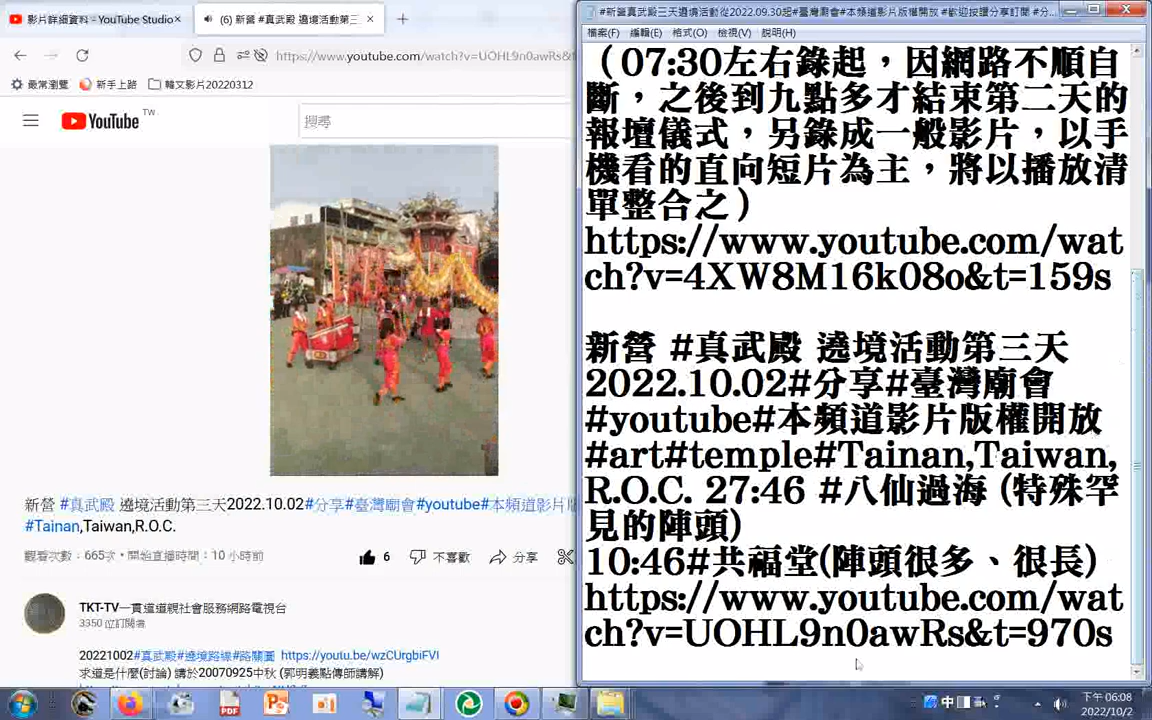 影片詳細資料 - YouTube Studio
(6) 新營 #真武殿 遶境活動第三
https://www.youtube.com/watch?v=UOHL9n0awRs&
最常瀏覽
新手上路
韓文影片20220312
YouTube TW
搜尋
新營 #真武殿 遶境活動第三天2022.10.02#分享#臺灣廟會#youtube#本頻道影片版
#Tainan,Taiwan,R.O.C.
觀看次數：665次 • 開始直播時間：10 小時前
6
不喜歡
分享
TKT-TV一貫道道親社會服務網路電視台
3350 位訂閱者
20221002#真武殿#遶境路線#路關圖 https://youtu.be/wzCUrgbiFVI
求道是什麼(討論) 講於20070925中秋 (郭明義點傳師講解)
#新營真武殿三天遶境活動從2022.09.30起#臺灣廟會#本頻道影片版權開放 #歡迎按讚分享訂閱 #分...
檔案(F) 編輯(E) 格式(O) 檢視(V) 說明(H)
（07:30左右錄起，因網路不順自
斷，之後到九點多才結束第二天的
報壇儀式，另錄成一般影片，以手
機看的直向短片為主，將以播放清
單整合之）
https://www.youtube.com/wat
ch?v=4XW8M16k08o&t=159s
新營 #真武殿 遶境活動第三天
2022.10.02#分享#臺灣廟會
#youtube#本頻道影片版權開放
#art#temple#Tainan,Taiwan,
R.O.C. 27:46 #八仙過海 (特殊罕
見的陣頭)
10:46#共福堂(陣頭很多、很長)
https://www.youtube.com/wat
ch?v=UOHL9n0awRs&t=970s
中
下午 06:08
2022/10/2